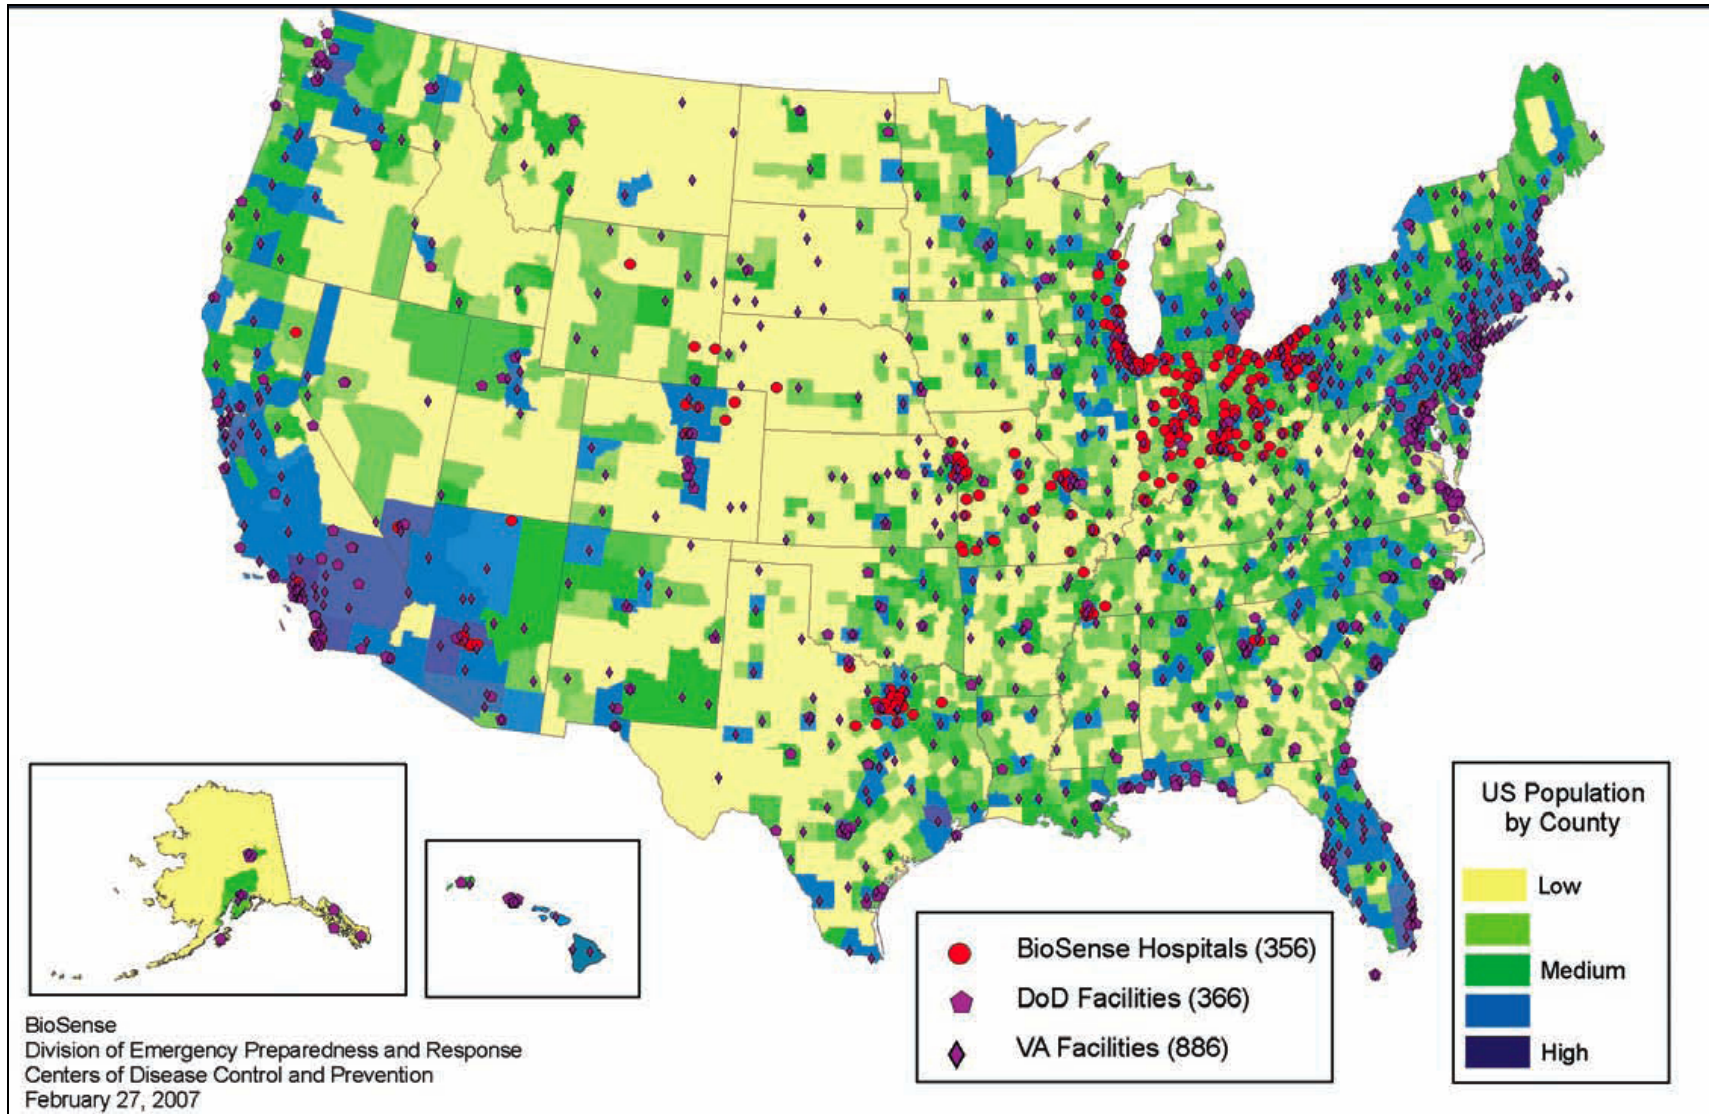 US Population
by County
Low
Medium
High
BioSense Hospitals (356)
DoD Facilities (366)
VA Facilities (886)
BioSense
Division of Emergency Preparedness and Response
Centers of Disease Control and Prevention
February 27, 2007